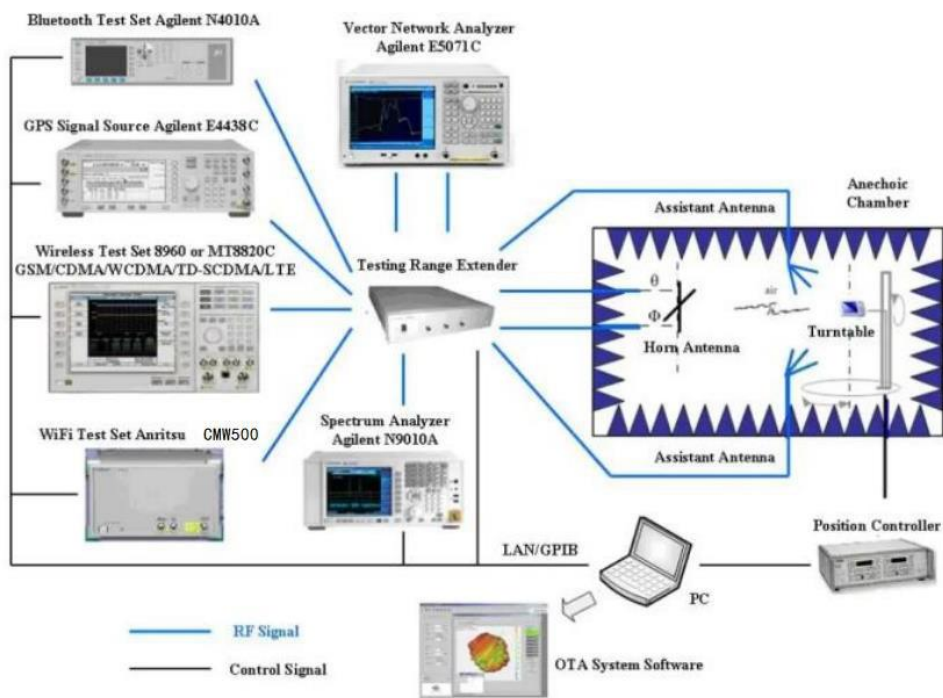 Bluetooth Test Set Agilent N4010A
Vector Network Analyzer
Agilent E5071C
GPS Signal Source Agilent E4438C
Anechoic
Chamber
Assistant Antenna
Wireless Test Set 8960 or MT8820C
GSM/CDMA/WCDMA/TD-SCDMA/LTE
Testing Range Extender
θ
Φ
air
Horn Antenna
Turntable
WiFi Test Set Anritsu CMW500
Spectrum Analyzer
Agilent N9010A
Assistant Antenna
Position Controller
LAN/GPIB
PC
RF Signal
Control Signal
OTA System Software